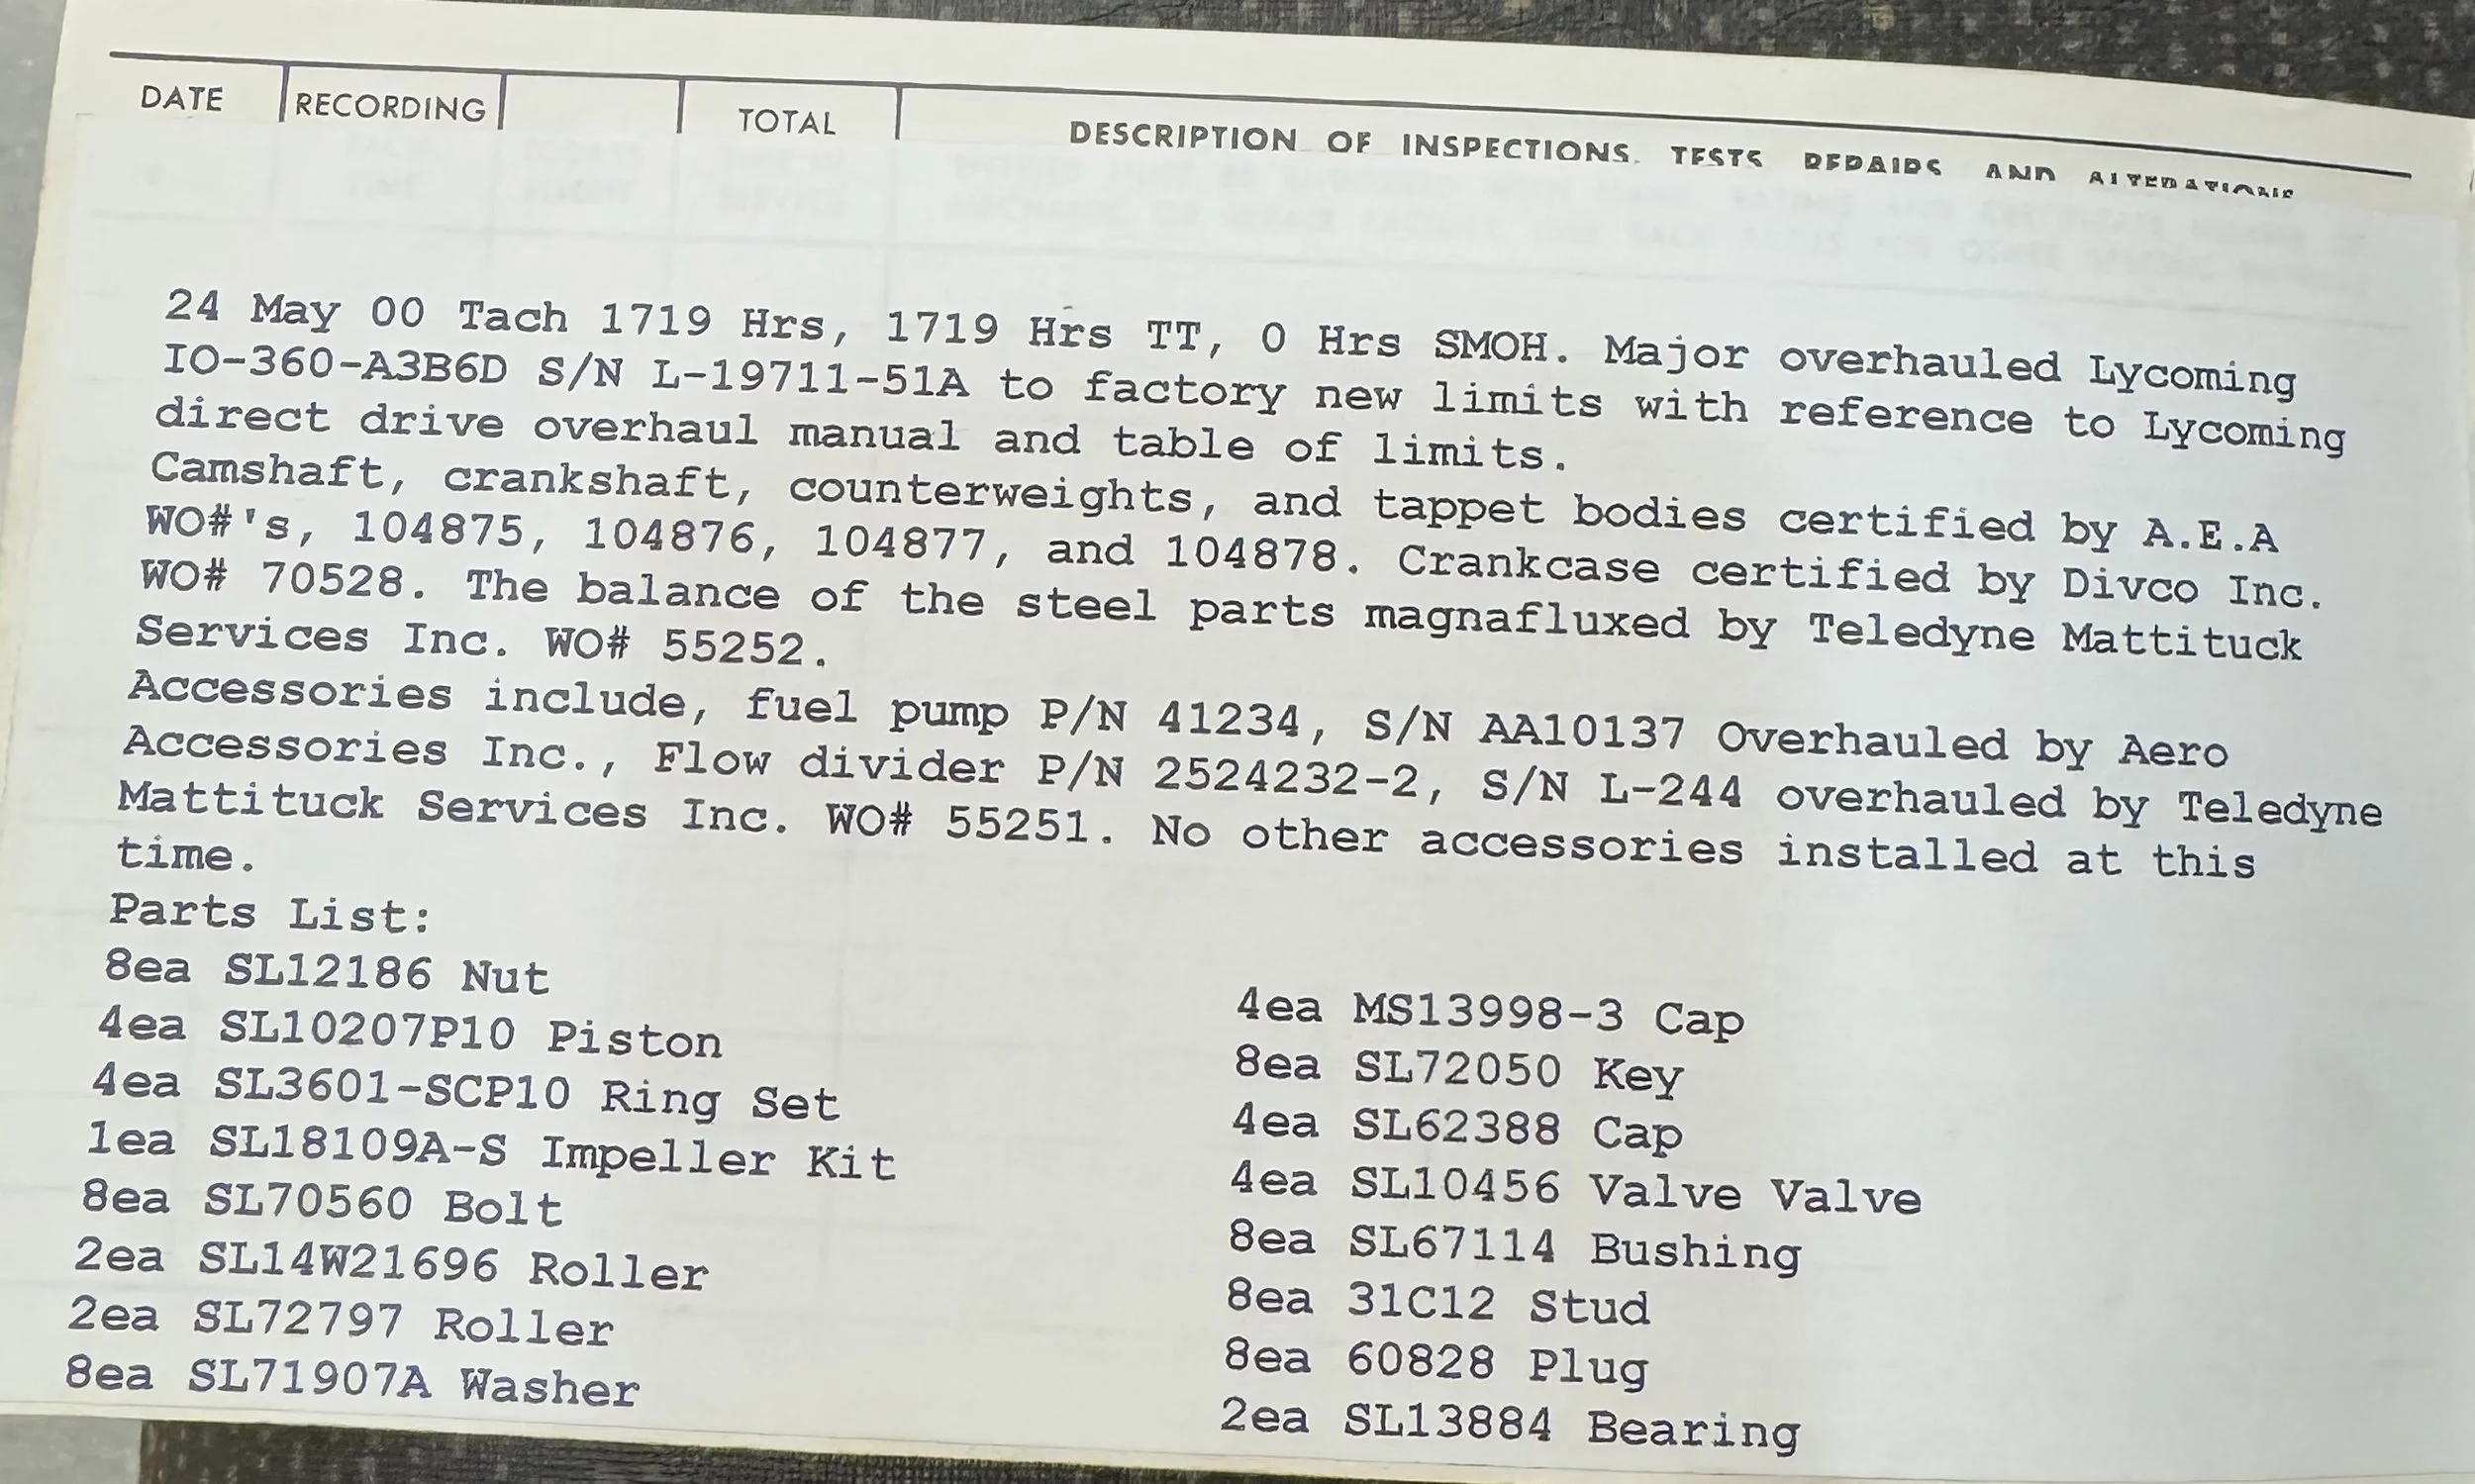 DATE RECORDING TOTAL DESCRIPTION OF INSPECTIONS, TESTS REPAIRS AND ALTERATIONS
24 May 00 Tach 1719 Hrs, 1719 Hrs TT, 0 Hrs SMOH. Major overhauled Lycoming
IO-360-A3B6D S/N L-19711-51A to factory new limits with reference to Lycoming
direct drive overhaul manual and table of limits.
Camshaft, crankshaft, counterweights, and tappet bodies certified by A.E.A
WO#'s, 104875, 104876, 104877, and 104878. Crankcase certified by Divco Inc.
WO# 70528. The balance of the steel parts magnafluxed by Teledyne Mattituck
Services Inc. WO# 55252.
Accessories include, fuel pump P/N 41234, S/N AA10137 Overhauled by Aero
Accessories Inc., Flow divider P/N 2524232-2, S/N L-244 overhauled by Teledyne
Mattituck Services Inc. WO# 55251. No other accessories installed at this
time.
Parts List:
8ea SL12186 Nut
4ea SL10207P10 Piston
4ea SL3601-SCP10 Ring Set
1ea SL18109A-S Impeller Kit
8ea SL70560 Bolt
2ea SL14W21696 Roller
2ea SL72797 Roller
8ea SL71907A Washer
4ea MS13998-3 Cap
8ea SL72050 Key
4ea SL62388 Cap
4ea SL10456 Valve Valve
8ea SL67114 Bushing
8ea 31C12 Stud
8ea 60828 Plug
2ea SL13884 Bearing